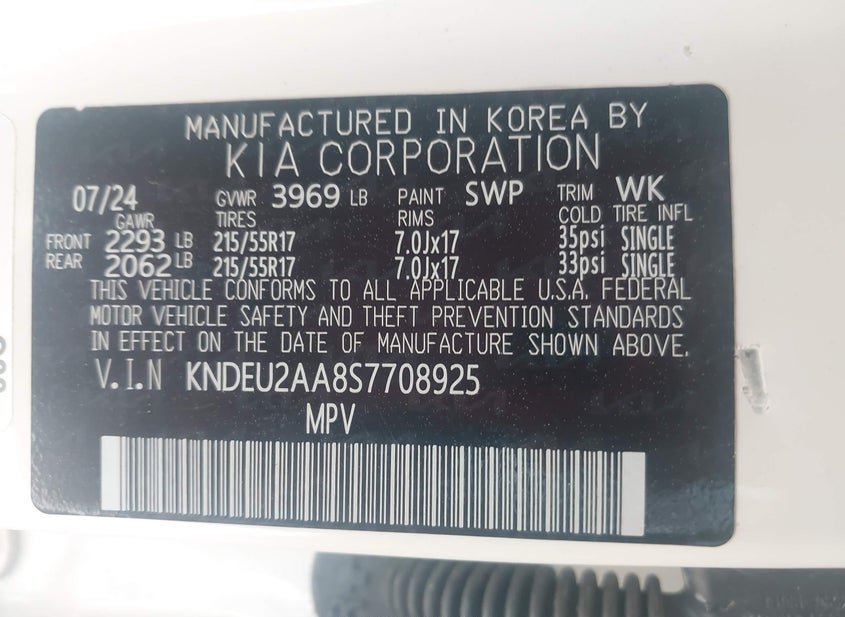 MANUFACTURED IN KOREA BY
KIA CORPORATION
07/24 GVWR 3969 LB PAINT SWP TRIM WK
GAWR TIRES RIMS COLD TIRE INFL
FRONT 2293 LB 215/55R17 7.0Jx17 35psi SINGLE
REAR 2062 LB 215/55R17 7.0Jx17 33psi SINGLE
THIS VEHICLE CONFORMS TO ALL APPLICABLE U.S.A. FEDERAL
MOTOR VEHICLE SAFETY AND THEFT PREVENTION STANDARDS
IN EFFECT ON THE DATE OF MANUFACTURE SHOWN ABOVE.
V.I.N KNDEU2AA8S7708925
MPV